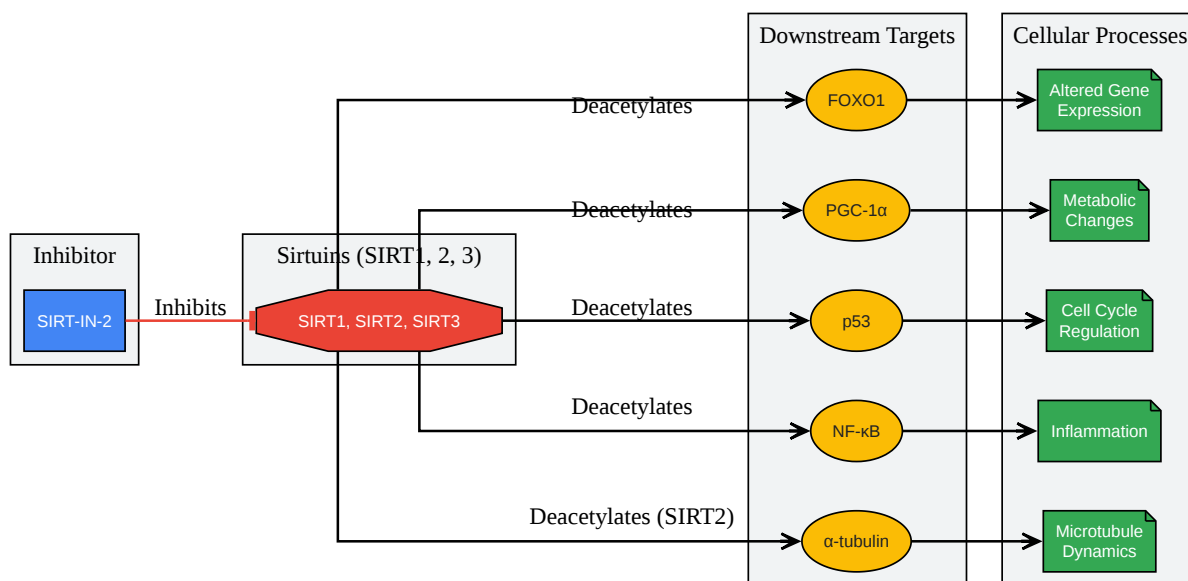 Downstream Targets
Cellular Processes
Deacetylates
FOXO1
Altered Gene
Expression
Deacetylates
PGC-1α
Metabolic
Changes
Inhibitor
Sirtuins (SIRT1, 2, 3)
SIRT-IN-2
Inhibits
SIRT1, SIRT2, SIRT3
Deacetylates
p53
Cell Cycle
Regulation
Deacetylates
NF-κB
Inflammation
Deacetylates (SIRT2)
α-tubulin
Microtubule
Dynamics